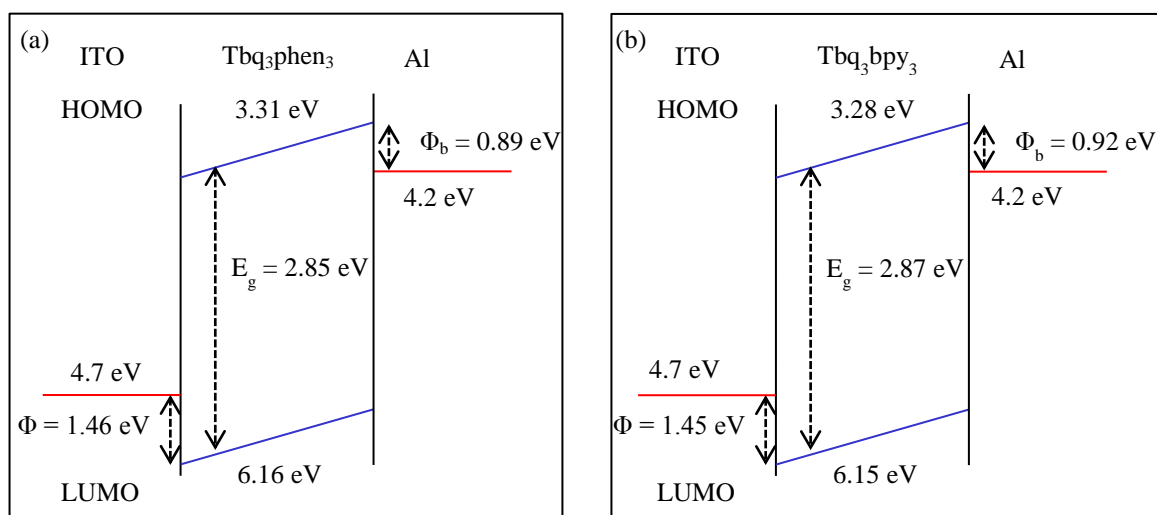 (a)
ITO Tbq₃phen₃ Al
HOMO 3.31 eV
Φb = 0.89 eV
4.2 eV
Eg = 2.85 eV
4.7 eV
Φ = 1.46 eV
6.16 eV
LUMO
(b)
ITO Tbq₃bpy₃ Al
HOMO 3.28 eV
Φb = 0.92 eV
4.2 eV
Eg = 2.87 eV
4.7 eV
Φ = 1.45 eV
6.15 eV
LUMO